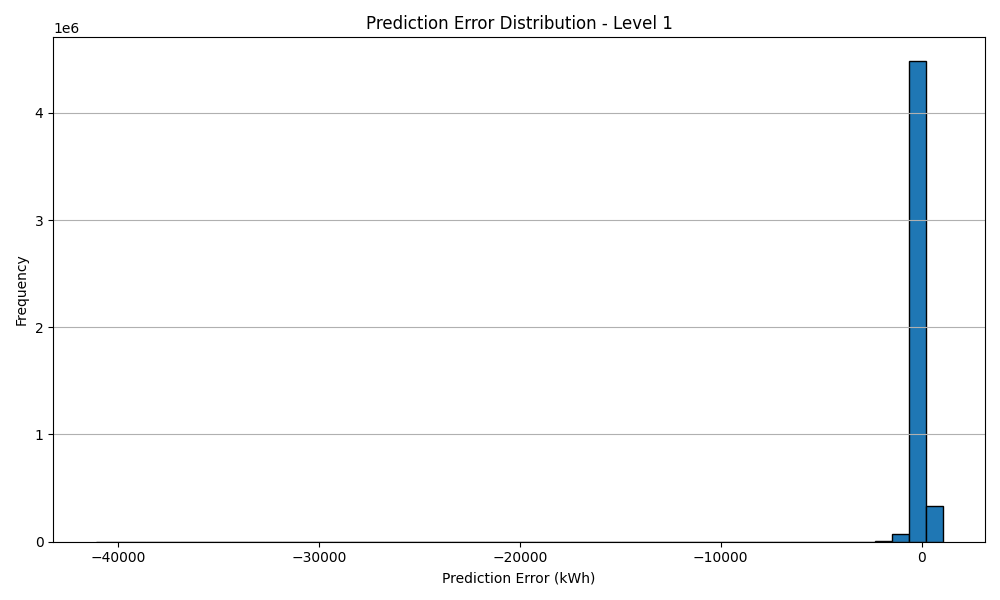 Prediction Error Distribution - Level 1
1e6
4
3
2
1
0
Frequency
−40000 −30000 −20000 −10000 0
Prediction Error (kWh)